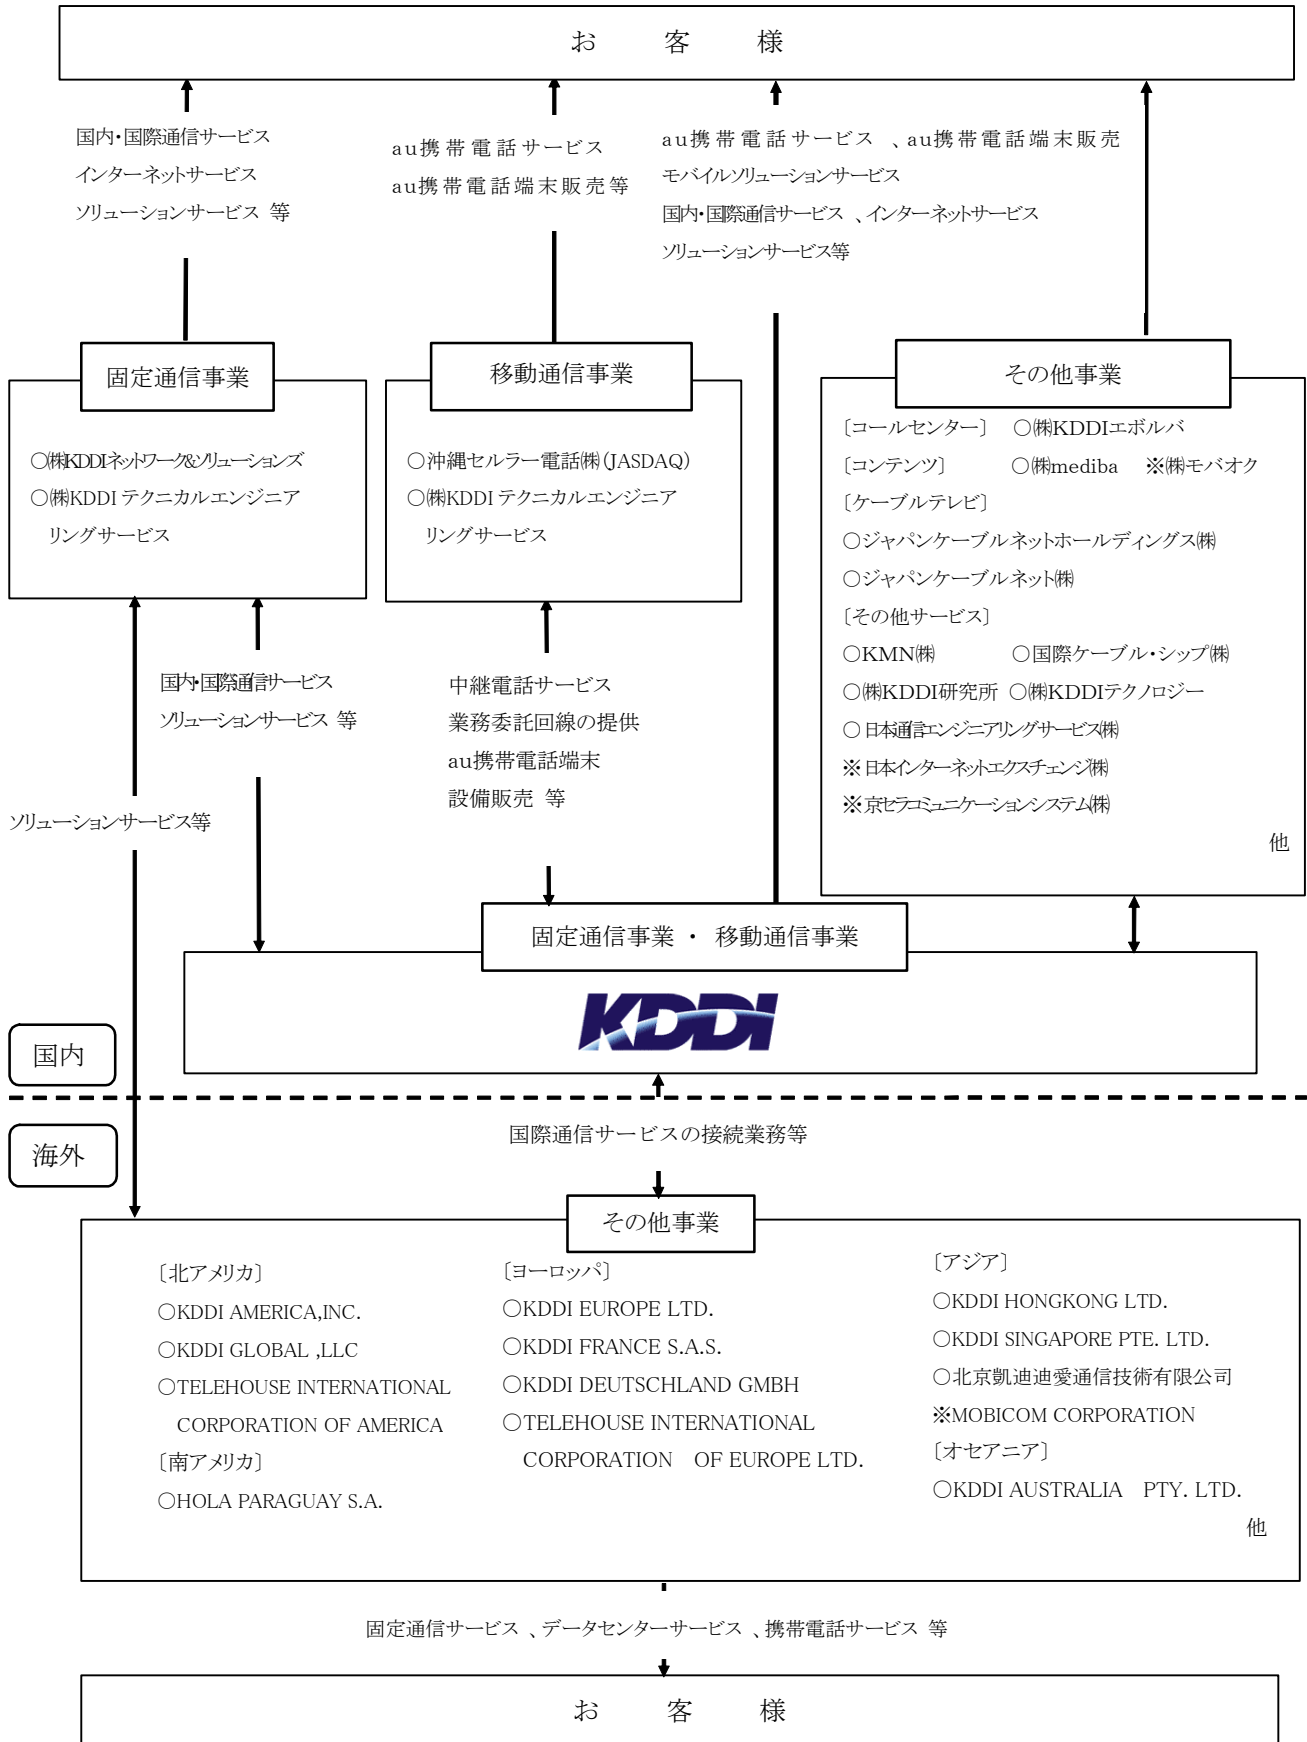 お 客 様
国内・国際通信サービス
インターネットサービス
ソリューションサービス 等
au携帯電話サービス
au携帯電話端末販売等
au携帯電話サービス 、au携帯電話端末販売
モバイルソリューションサービス
国内・国際通信サービス 、インターネットサービス
ソリューションサービス等
固定通信事業
○㈱KDDIネットワーク&ソリューションズ
○㈱KDDI テクニカルエンジニア
リングサービス
移動通信事業
○沖縄セルラー電話㈱(JASDAQ)
○㈱KDDI テクニカルエンジニア
リングサービス
その他事業
〔コールセンター〕 ○㈱KDDIエボルバ
〔コンテンツ〕 ○㈱mediba ※㈱モバオク
〔ケーブルテレビ〕
○ジャパンケーブルネットホールディングス㈱
○ジャパンケーブルネット㈱
〔その他サービス〕
○KMN㈱ ○国際ケーブル・シップ㈱
○㈱KDDI研究所 ○㈱KDDIテクノロジー
○日本通信エンジニアリングサービス㈱
※日本インターネットエクスチェンジ㈱
※京セラコミュニケーションシステム㈱
他
国内・国際通信サービス
ソリューションサービス 等
中継電話サービス
業務委託回線の提供
au携帯電話端末
設備販売 等
ソリューションサービス等
固定通信事業 ・ 移動通信事業
KDDI
国内
海外
国際通信サービスの接続業務等
その他事業
〔北アメリカ〕
○KDDI AMERICA,INC.
○KDDI GLOBAL ,LLC
○TELEHOUSE INTERNATIONAL
CORPORATION OF AMERICA
〔南アメリカ〕
○HOLA PARAGUAY S.A.
〔ヨーロッパ〕
○KDDI EUROPE LTD.
○KDDI FRANCE S.A.S.
○KDDI DEUTSCHLAND GMBH
○TELEHOUSE INTERNATIONAL
CORPORATION OF EUROPE LTD.
〔アジア〕
○KDDI HONGKONG LTD.
○KDDI SINGAPORE PTE. LTD.
○北京凱迪迪愛通信技術有限公司
※MOBICOM CORPORATION
〔オセアニア〕
○KDDI AUSTRALIA PTY. LTD.
他
固定通信サービス 、データセンターサービス 、携帯電話サービス 等
お 客 様